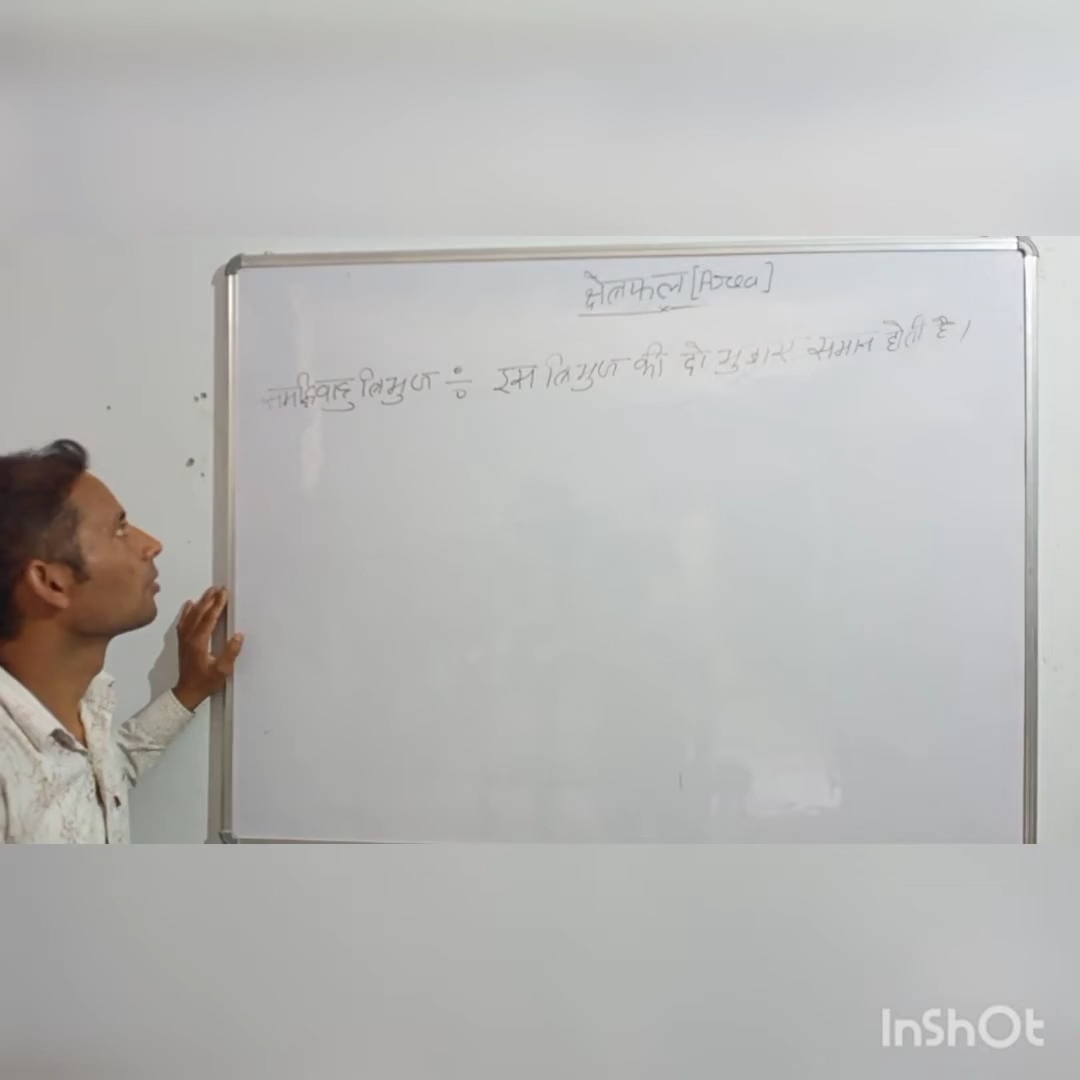 क्षेत्रफल [Area]
समद्विबाहु त्रिभुज ÷ इस त्रिभुज की दो भुजाएं समान होती है।
InShOt